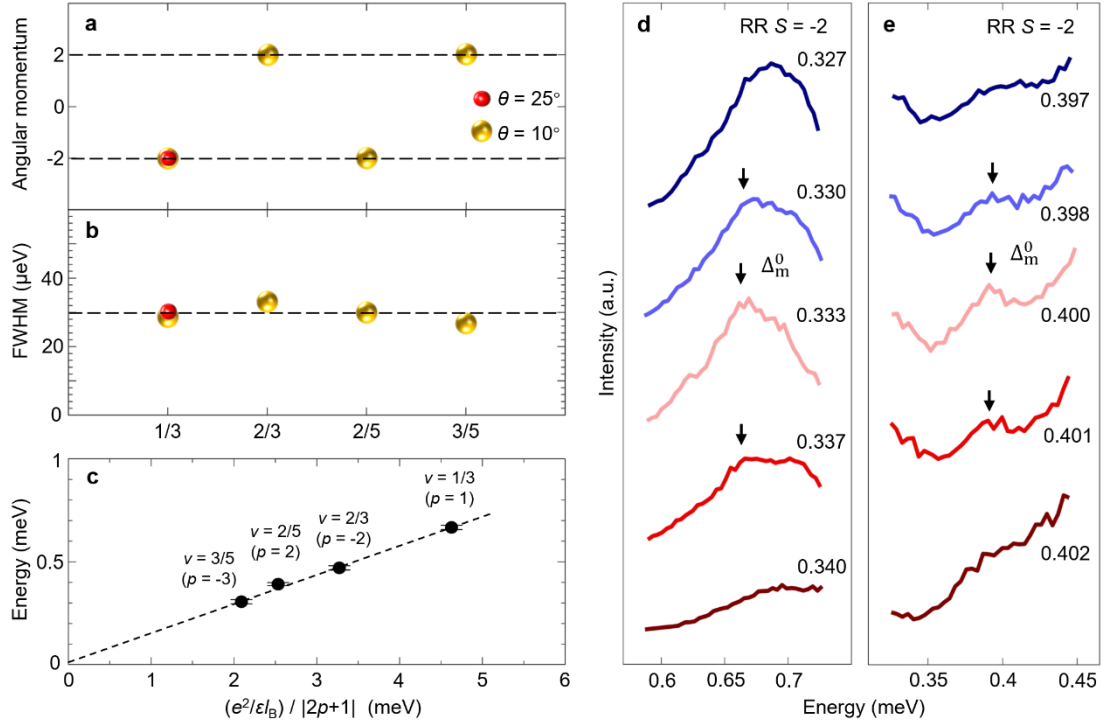 a
Angular momentum
2
0
-2
θ = 25°
θ = 10°
b
FWHM (μeV)
40
20
0
1/3
2/3
2/5
3/5
c
Energy (meV)
1
0.5
0
v = 3/5
(p = -3)
v = 2/5
(p = 2)
v = 2/3
(p = -2)
v = 1/3
(p = 1)
0
1
2
3
4
5
6
(e²/εl_B) / |2p+1| (meV)
d
RR S = -2
Intensity (a.u.)
0.327
0.330
Δ⁰ₘ
0.333
0.337
0.340
0.6
0.65
0.7
e
RR S = -2
0.397
0.398
Δ⁰ₘ
0.400
0.401
0.402
0.35
0.4
0.45
Energy (meV)